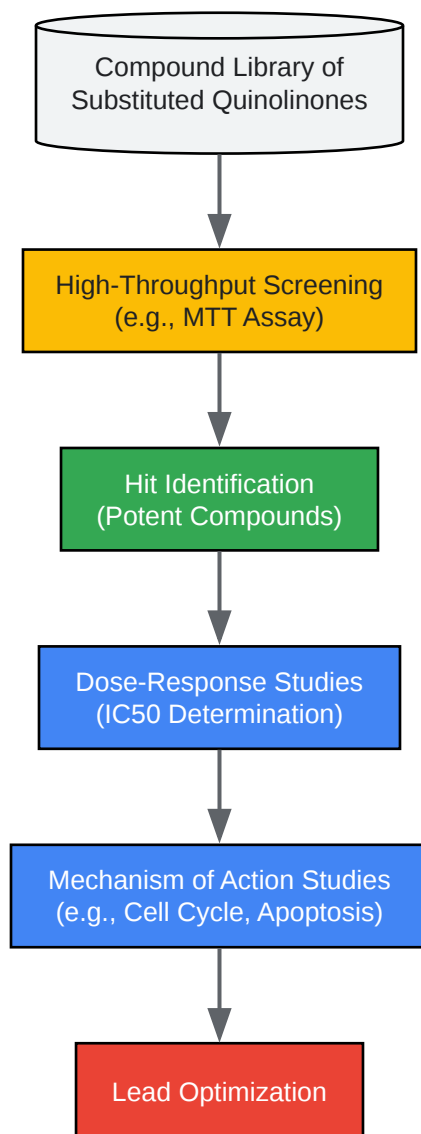 Compound Library of
Substituted Quinolinones
High-Throughput Screening
(e.g., MTT Assay)
Hit Identification
(Potent Compounds)
Dose-Response Studies
(IC50 Determination)
Mechanism of Action Studies
(e.g., Cell Cycle, Apoptosis)
Lead Optimization